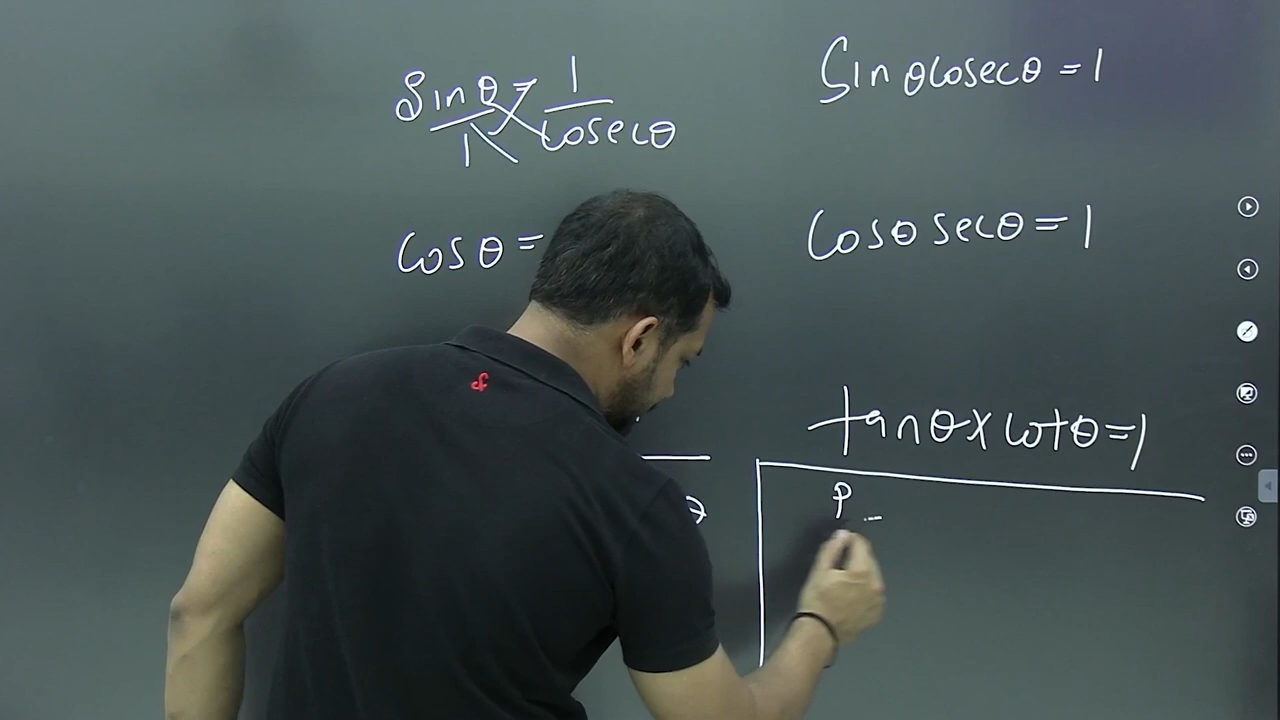 sinθ/1 = 1/cosecθ
Sinθcosecθ = 1
cosθ =
cosθ secθ = 1
tanθ × cotθ = 1
P